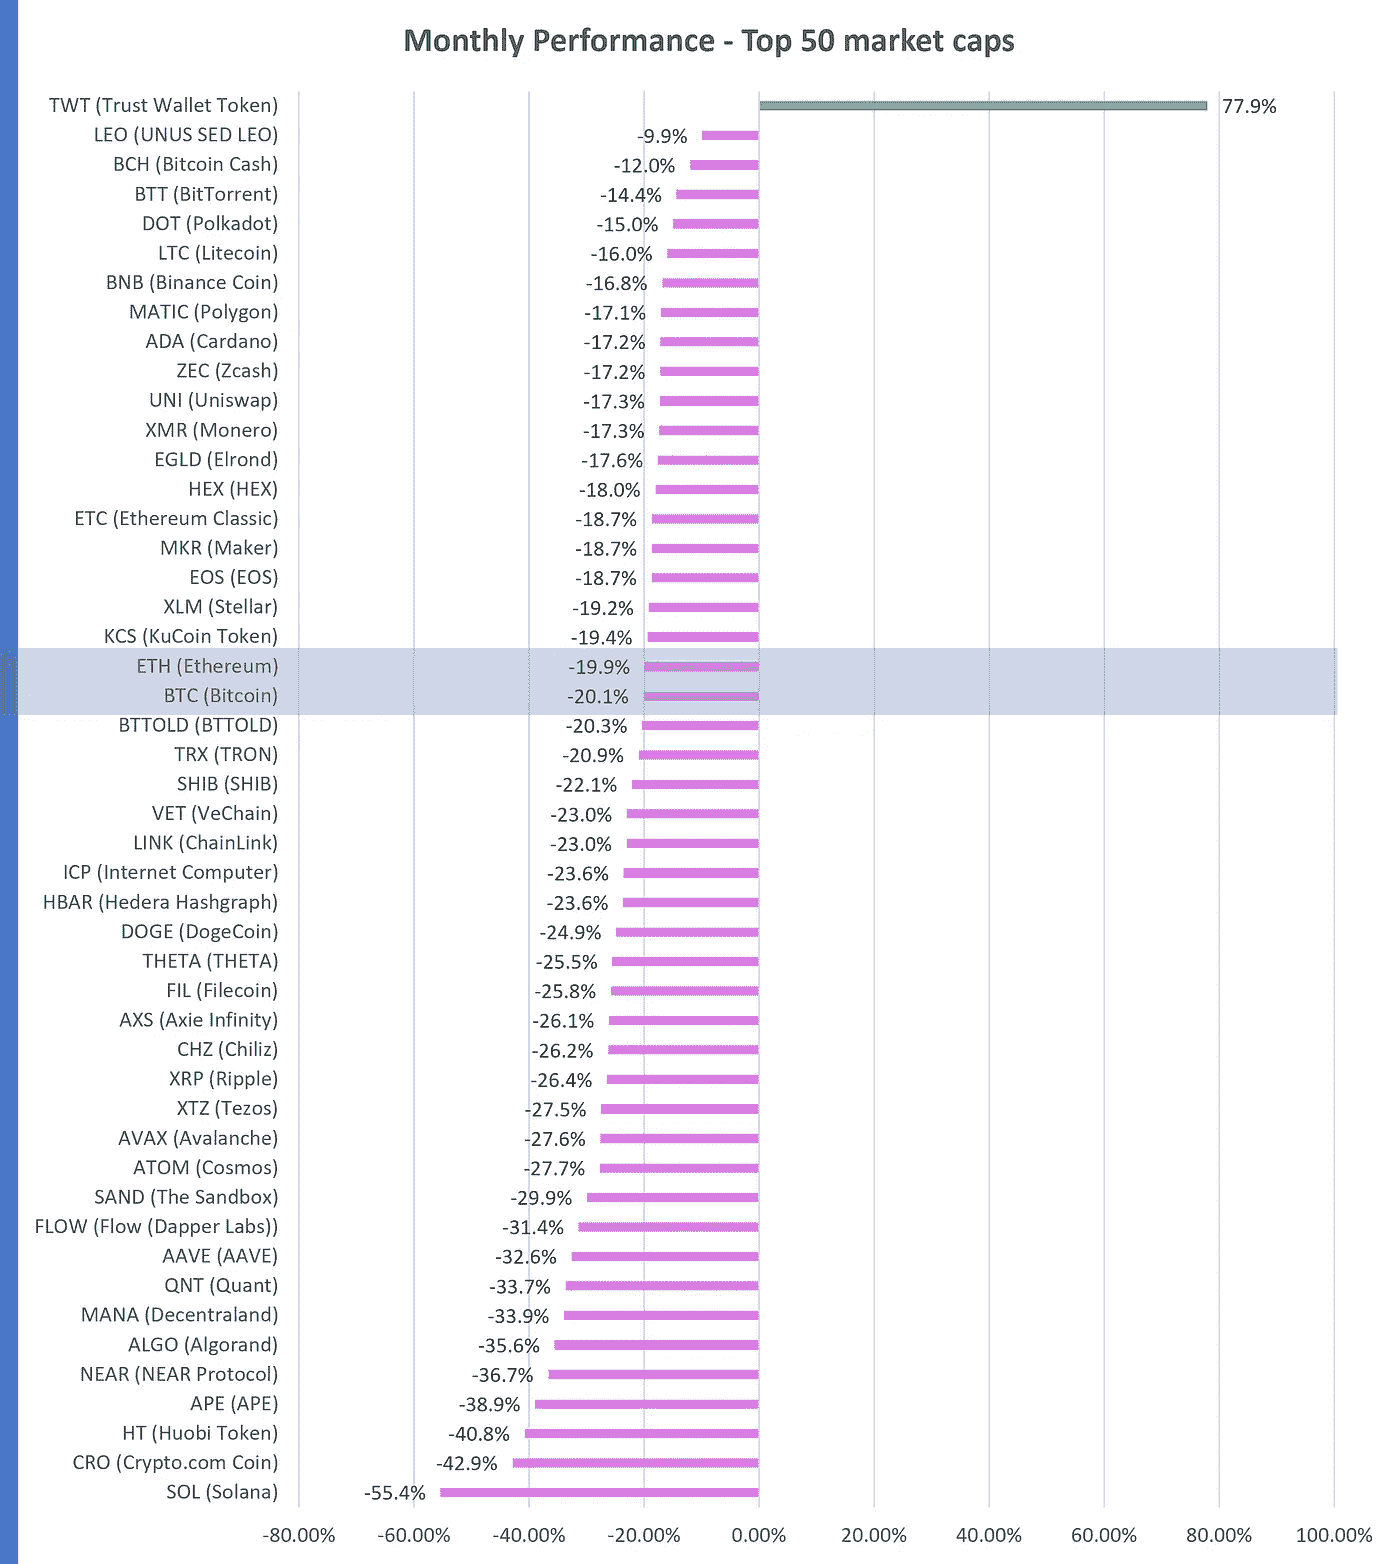 Monthly Performance - Top 50 market caps
TWT (Trust Wallet Token) 77.9%
LEO (UNUS SED LEO) -9.9%
BCH (Bitcoin Cash) -12.0%
BTT (BitTorrent) -14.4%
DOT (Polkadot) -15.0%
LTC (Litecoin) -16.0%
BNB (Binance Coin) -16.8%
MATIC (Polygon) -17.1%
ADA (Cardano) -17.2%
ZEC (Zcash) -17.2%
UNI (Uniswap) -17.3%
XMR (Monero) -17.3%
EGLD (Elrond) -17.6%
HEX (HEX) -18.0%
ETC (Ethereum Classic) -18.7%
MKR (Maker) -18.7%
EOS (EOS) -18.7%
XLM (Stellar) -19.2%
KCS (KuCoin Token) -19.4%
ETH (Ethereum) -19.9%
BTC (Bitcoin) -20.1%
BTTOLD (BTTOLD) -20.3%
TRX (TRON) -20.9%
SHIB (SHIB) -22.1%
VET (VeChain) -23.0%
LINK (ChainLink) -23.0%
ICP (Internet Computer) -23.6%
HBAR (Hedera Hashgraph) -23.6%
DOGE (DogeCoin) -24.9%
THETA (THETA) -25.5%
FIL (Filecoin) -25.8%
AXS (Axie Infinity) -26.1%
CHZ (Chiliz) -26.2%
XRP (Ripple) -26.4%
XTZ (Tezos) -27.5%
AVAX (Avalanche) -27.6%
ATOM (Cosmos) -27.7%
SAND (The Sandbox) -29.9%
FLOW (Flow (Dapper Labs)) -31.4%
AAVE (AAVE) -32.6%
QNT (Quant) -33.7%
MANA (Decentraland) -33.9%
ALGO (Algorand) -35.6%
NEAR (NEAR Protocol) -36.7%
APE (APE) -38.9%
HT (Huobi Token) -40.8%
CRO (Crypto.com Coin) -42.9%
SOL (Solana) -55.4%
-80.00% -60.00% -40.00% -20.00% 0.00% 20.00% 40.00% 60.00% 80.00% 100.00%